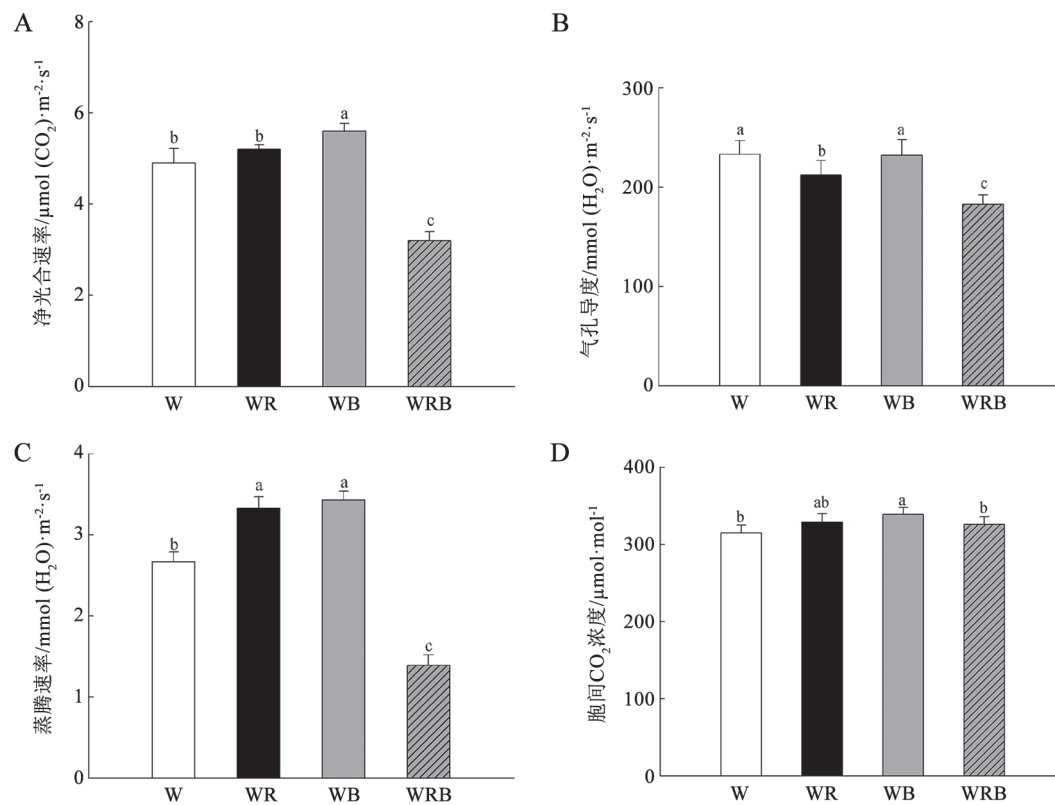 A
净光合速率/μmol (CO₂)·m⁻²·s⁻¹
8
6
4
2
0
b
b
a
c
W WR WB WRB
B
气孔导度/mmol (H₂O)·m⁻²·s⁻¹
300
200
100
0
a
b
a
c
W WR WB WRB
C
蒸腾速率/mmol (H₂O)·m⁻²·s⁻¹
4
3
2
1
0
b
a
a
c
W WR WB WRB
D
胞间CO₂浓度/μmol·mol⁻¹
400
300
200
100
0
b
ab
a
b
W WR WB WRB